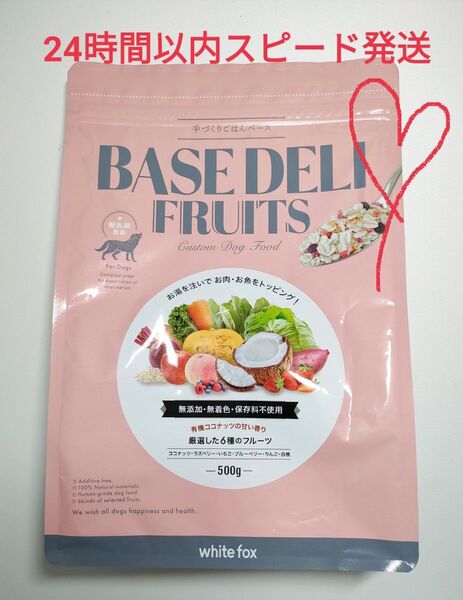 24時間以内スピード発送
手づくりごはんベース
BASE DELI
FRUITS
Custom Dog Food
獣医師
監修
For Dogs
Compiled under
the supervision of
veterinarian
お湯を注いで お肉・お魚をトッピング!
無添加・無着色・保存料不使用
有機ココナッツの甘い香り
厳選した6種のフルーツ
ココナッツ・ラズベリー・いちご・ブルーベリー・りんご・白桃
500g
Additive free.
100% Natural materials.
Human-grade dog food
6kinds of selected fruits.
We wish all dogs happiness and health.
white fox